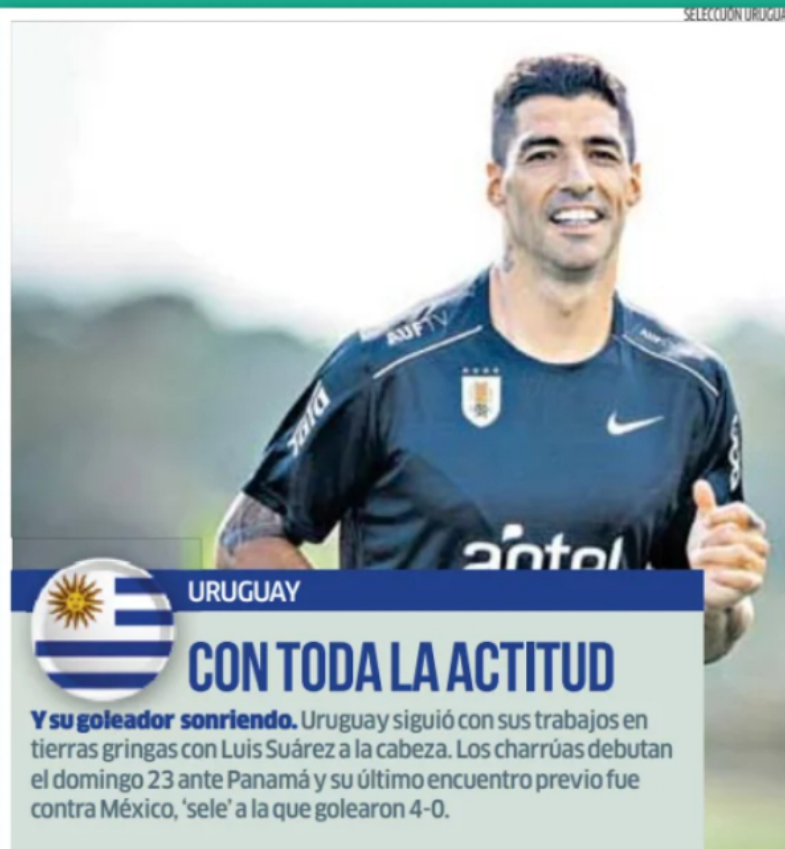 SELECCIÓN URUGUA
AUFTV
AUF
antel
URUGUAY
CON TODA LA ACTITUD
Y su goleador sonriendo. Uruguay siguió con sus trabajos en
tierras gringas con Luis Suárez a la cabeza. Los charrúas debutan
el domingo 23 ante Panamá y su último encuentro previo fue
contra México, ‘sele’ a la que golearon 4-0.